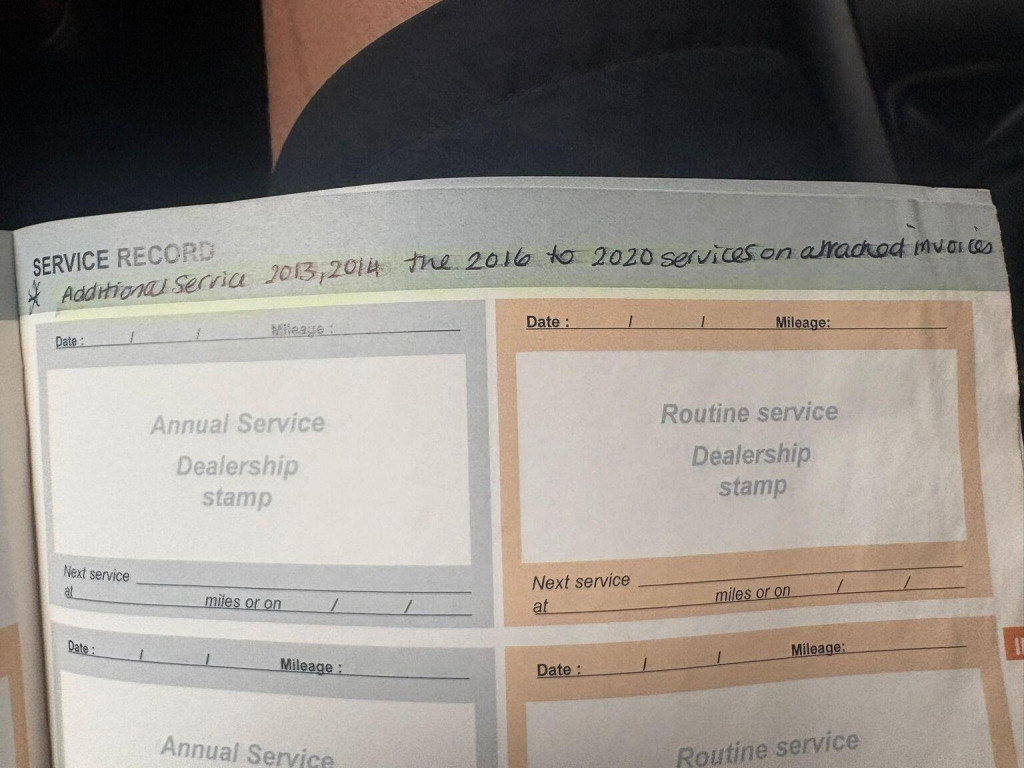 SERVICE RECORD
* Additional Service 2013, 2014 the 2016 to 2020 services on attached invoices
Date : / / Mileage :
Annual Service
Dealership
stamp
Next service
at miles or on / /
Date : / / Mileage:
Routine service
Dealership
stamp
Next service
at miles or on / /
Date : / / Mileage :
Annual Service
Date : / / Mileage:
Routine service